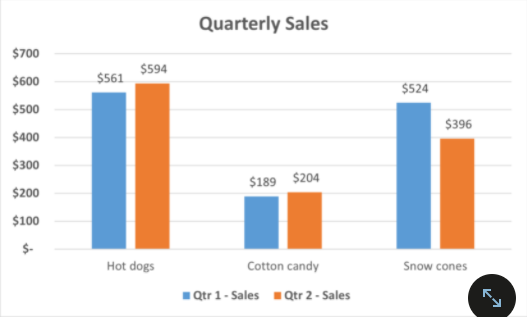 Quarterly Sales
$700
$600
$500
$400
$300
$200
$100
$-
$561
$594
$189
$204
$524
$396
Hot dogs
Cotton candy
Snow cones
Qtr 1 - Sales
Qtr 2 - Sales